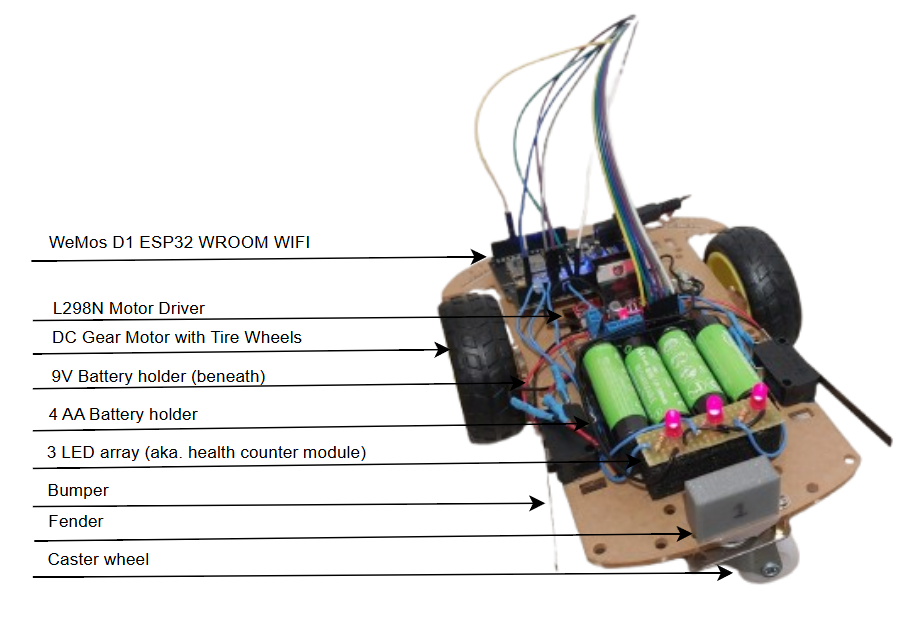 WeMos D1 ESP32 WROOM WIFI
L298N Motor Driver
DC Gear Motor with Tire Wheels
9V Battery holder (beneath)
4 AA Battery holder
3 LED array (aka. health counter module)
Bumper
1
Fender
Caster wheel